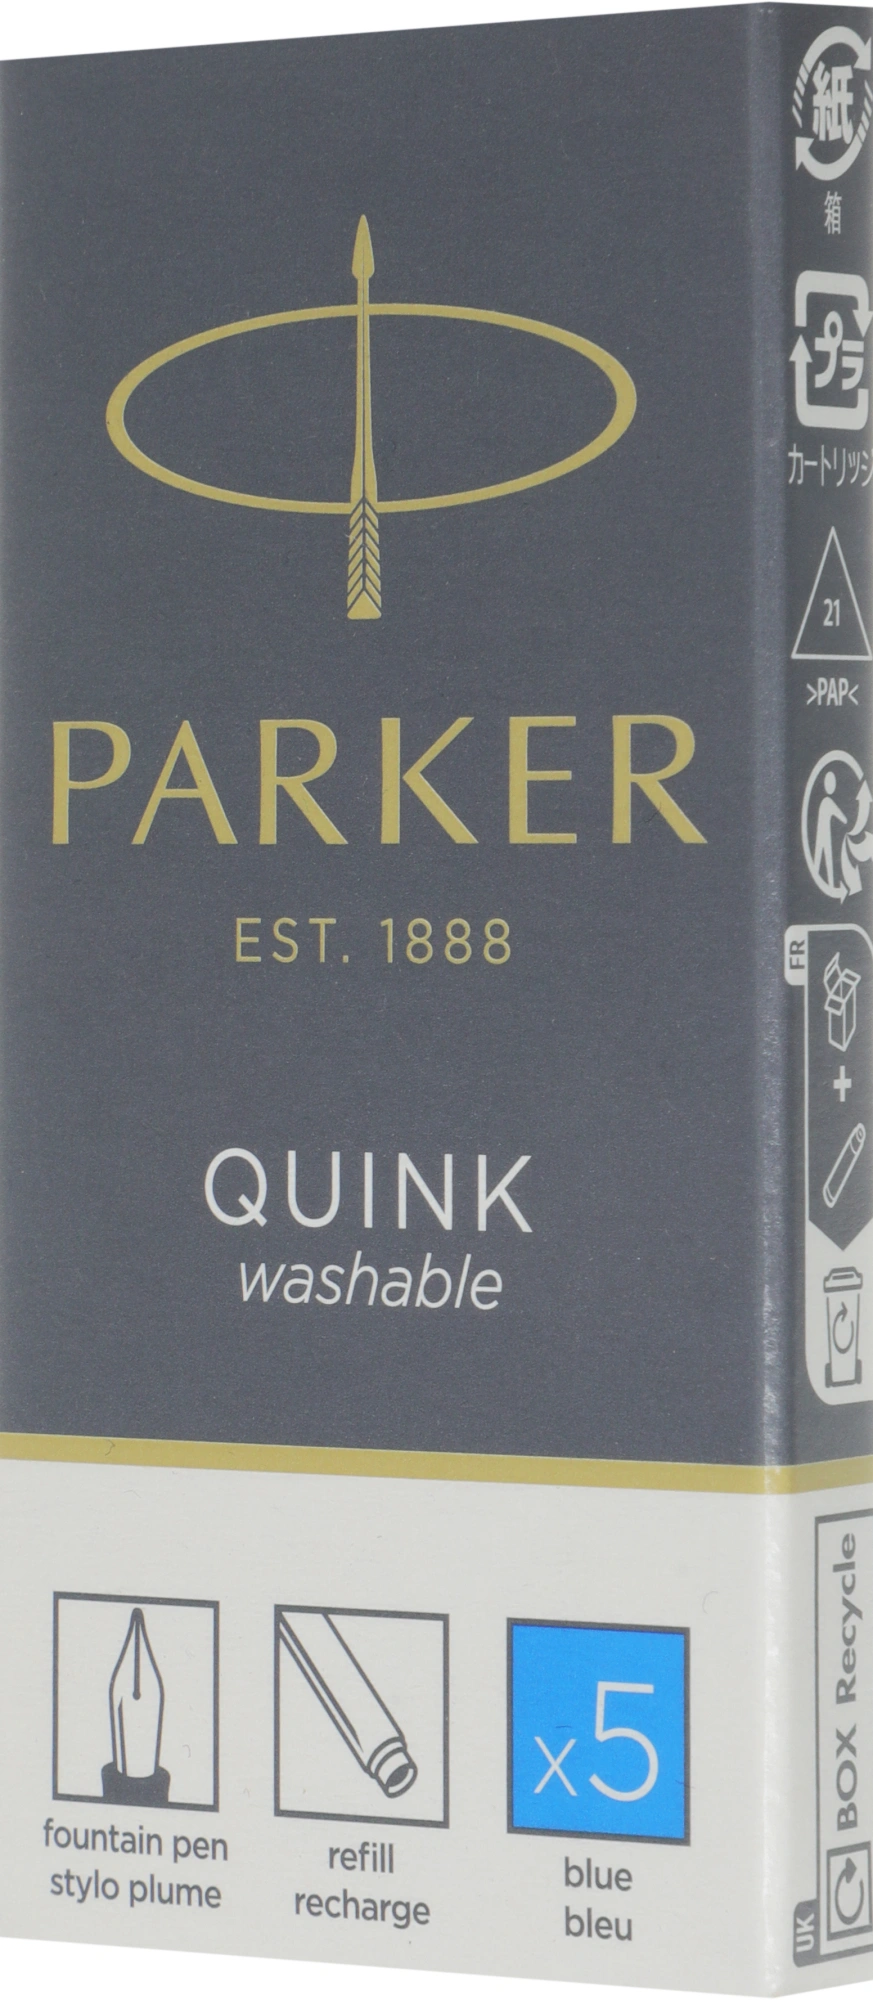 PARKER
EST. 1888
QUINK
washable
fountain pen
stylo plume
refill
recharge
x5
blue
bleu
紙
箱
プラ
カートリッジ
21
>PAP<
FR
+
BOX Recycle
UK